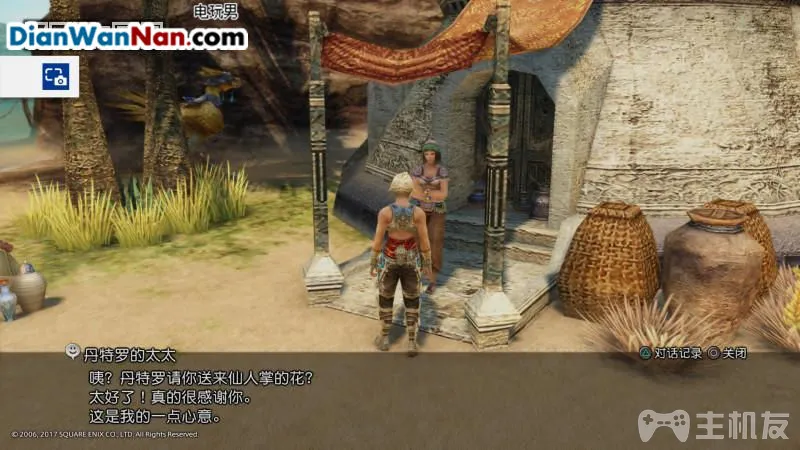 电玩男
DianWanNan.com
丹特罗的太太
咦？丹特罗请你送来仙人掌的花？
太好了！真的很感谢你。
这是我的一点心意。
对话记录 关闭
© 2006, 2017 SQUARE ENIX CO., LTD. All Rights Reserved.
主机友